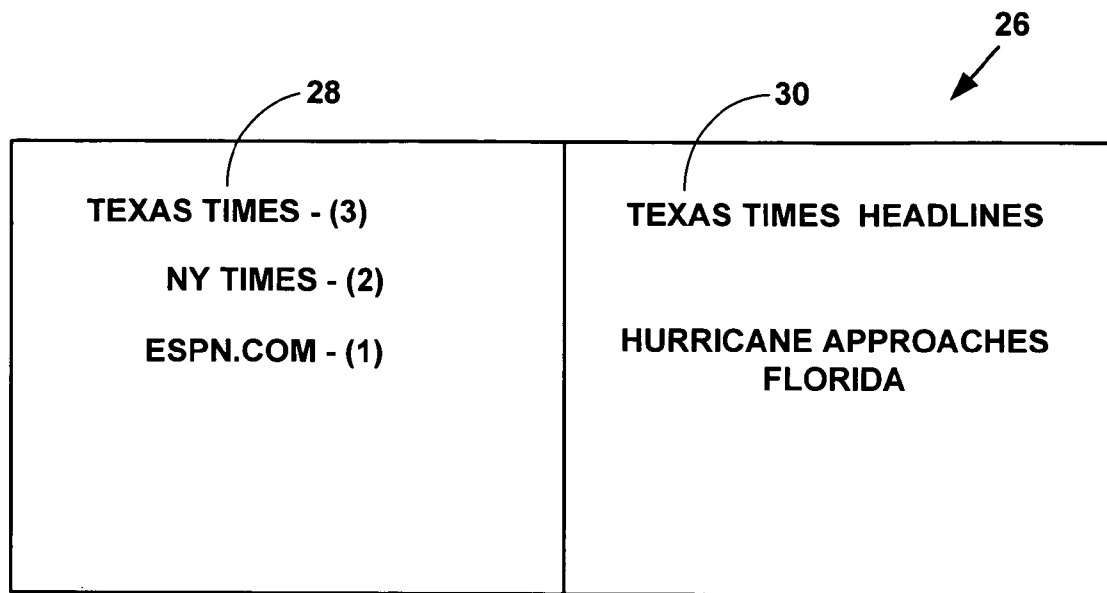 26
28
30
TEXAS TIMES - (3)
NY TIMES - (2)
ESPN.COM - (1)
TEXAS TIMES HEADLINES
HURRICANE APPROACHES
FLORIDA